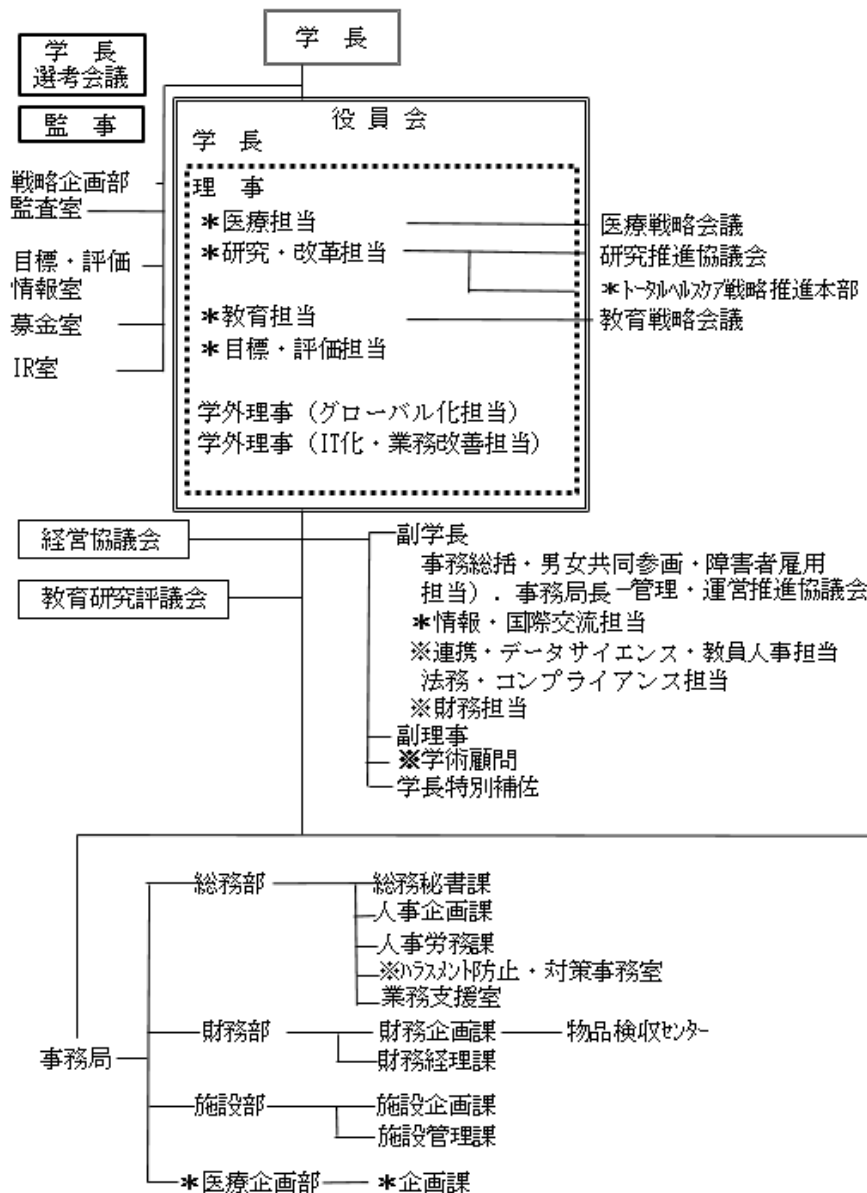 学 長
学 長
選考会議
監 事
役 員 会
学 長
理 事
戦略企画部
監査室
目標・評価
情報室
募金室
IR室
*医療担当
医療戦略会議
*研究・改革担当
研究推進協議会
*トータルヘルスケア戦略推進本部
*教育担当
教育戦略会議
*目標・評価担当
学外理事（グローバル化担当）
学外理事（IT化・業務改善担当）
経営協議会
教育研究評議会
副学長
事務総括・男女共同参画・障害者雇用
担当）．事務局長 管理・運営推進協議会
*情報・国際交流担当
※連携・データサイエンス・教員人事担当
法務・コンプライアンス担当
※財務担当
副理事
※学術顧問
学長特別補佐
事務局
総務部
総務秘書課
人事企画課
人事労務課
※ハラスメント防止・対策事務室
業務支援室
財務部
財務企画課
物品検収センター
財務経理課
施設部
施設企画課
施設管理課
*医療企画部
*企画課